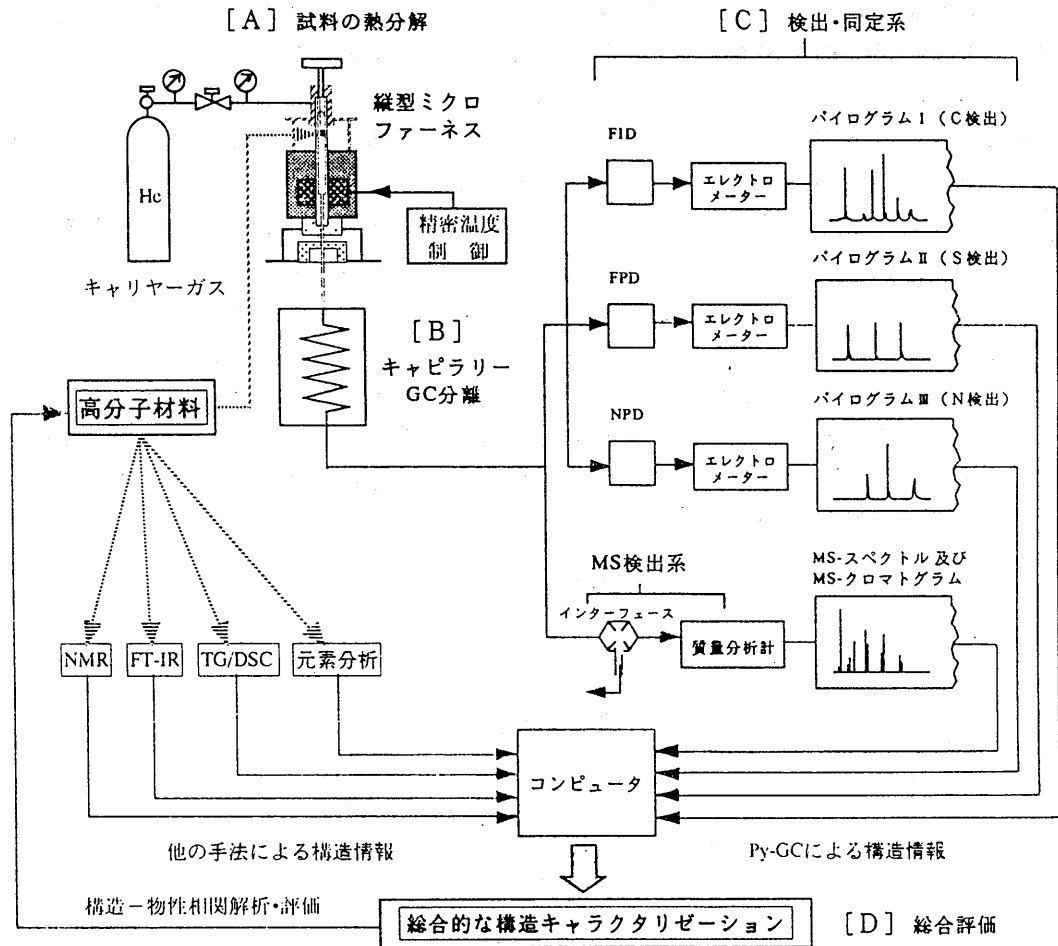 [A] 試料の熱分解
[C] 検出・同定系
縦型ミクロ
ファーネス
He
精密温度
制 御
キャリヤーガス
[B]
キャピラリー
GC分離
高分子材料
FID
エレクトロ
メーター
パイログラムⅠ (C検出)
FPD
エレクトロ
メーター
パイログラムⅡ (S検出)
NPD
エレクトロ
メーター
パイログラムⅢ (N検出)
MS検出系
インターフェース
質量分析計
MS-スペクトル 及び
MS-クロマトグラム
NMR
FT-IR
TG/DSC
元素分析
コンピュータ
他の手法による構造情報
Py-GCによる構造情報
構造－物性相関解析・評価
総合的な構造キャラクタリゼーション
[D] 総合評価